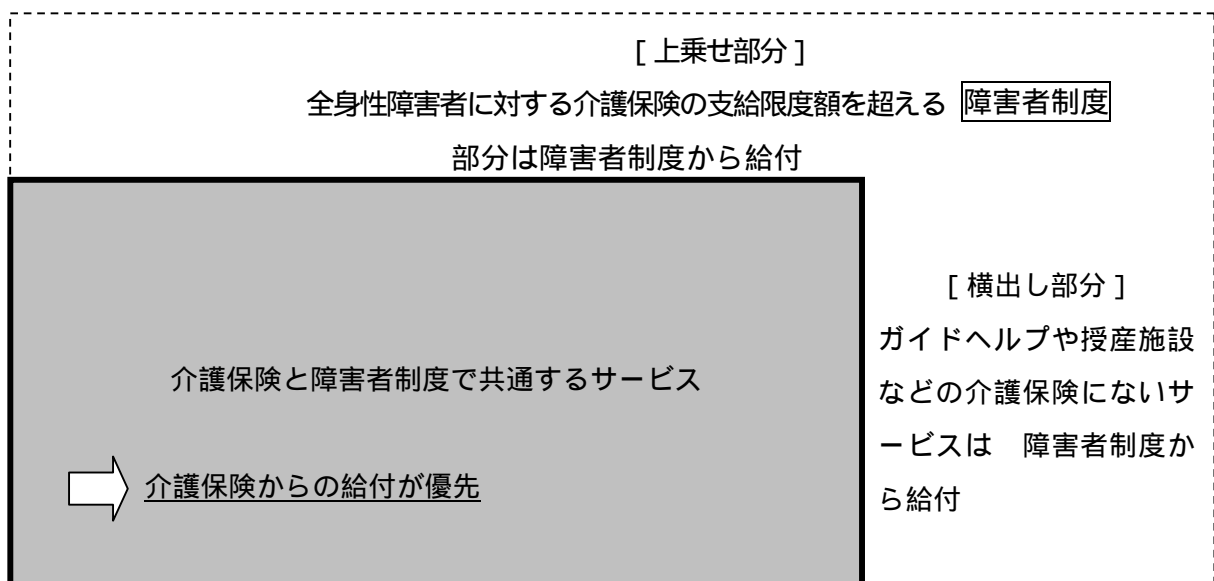 [ 上乗せ部分 ]
全身性障害者に対する介護保険の支給限度額を超える 障害者制度
部分は障害者制度から給付
[ 横出し部分 ]
ガイドヘルプや授産施設
などの介護保険にないサ
ービスは　障害者制度か
ら給付
介護保険と障害者制度で共通するサービス
介護保険からの給付が優先